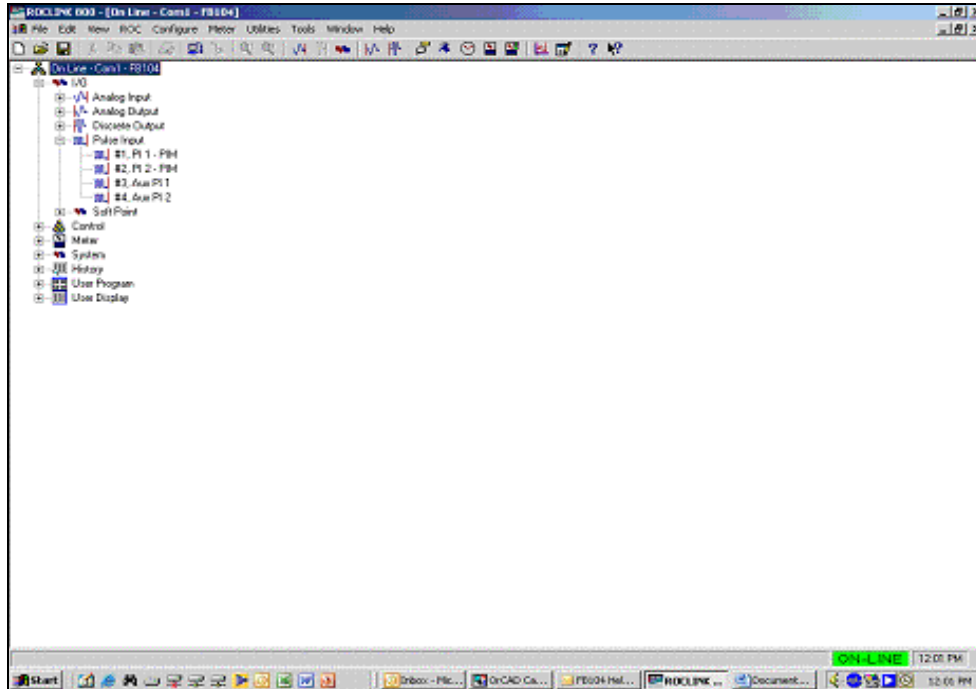 ROCLINK 800 - [On Line - Com1 - FB104]
File Edit View ROC Configure Meter Utilities Tools Window Help
On Line - Com1 - FB104
I/O
Analog Input
Analog Output
Discrete Output
Pulse Input
#1, PI 1 - PIM
#2, PI 2 - PIM
#3, Aux PI 1
#4, Aux PI 2
Soft Point
Control
Meter
System
History
User Program
User Display
ON-LINE 12:01 PM
Start Inbox - Mic... OrCAD Ca... FB104 Hal... ROCLINK ... Document... 12:01 PM